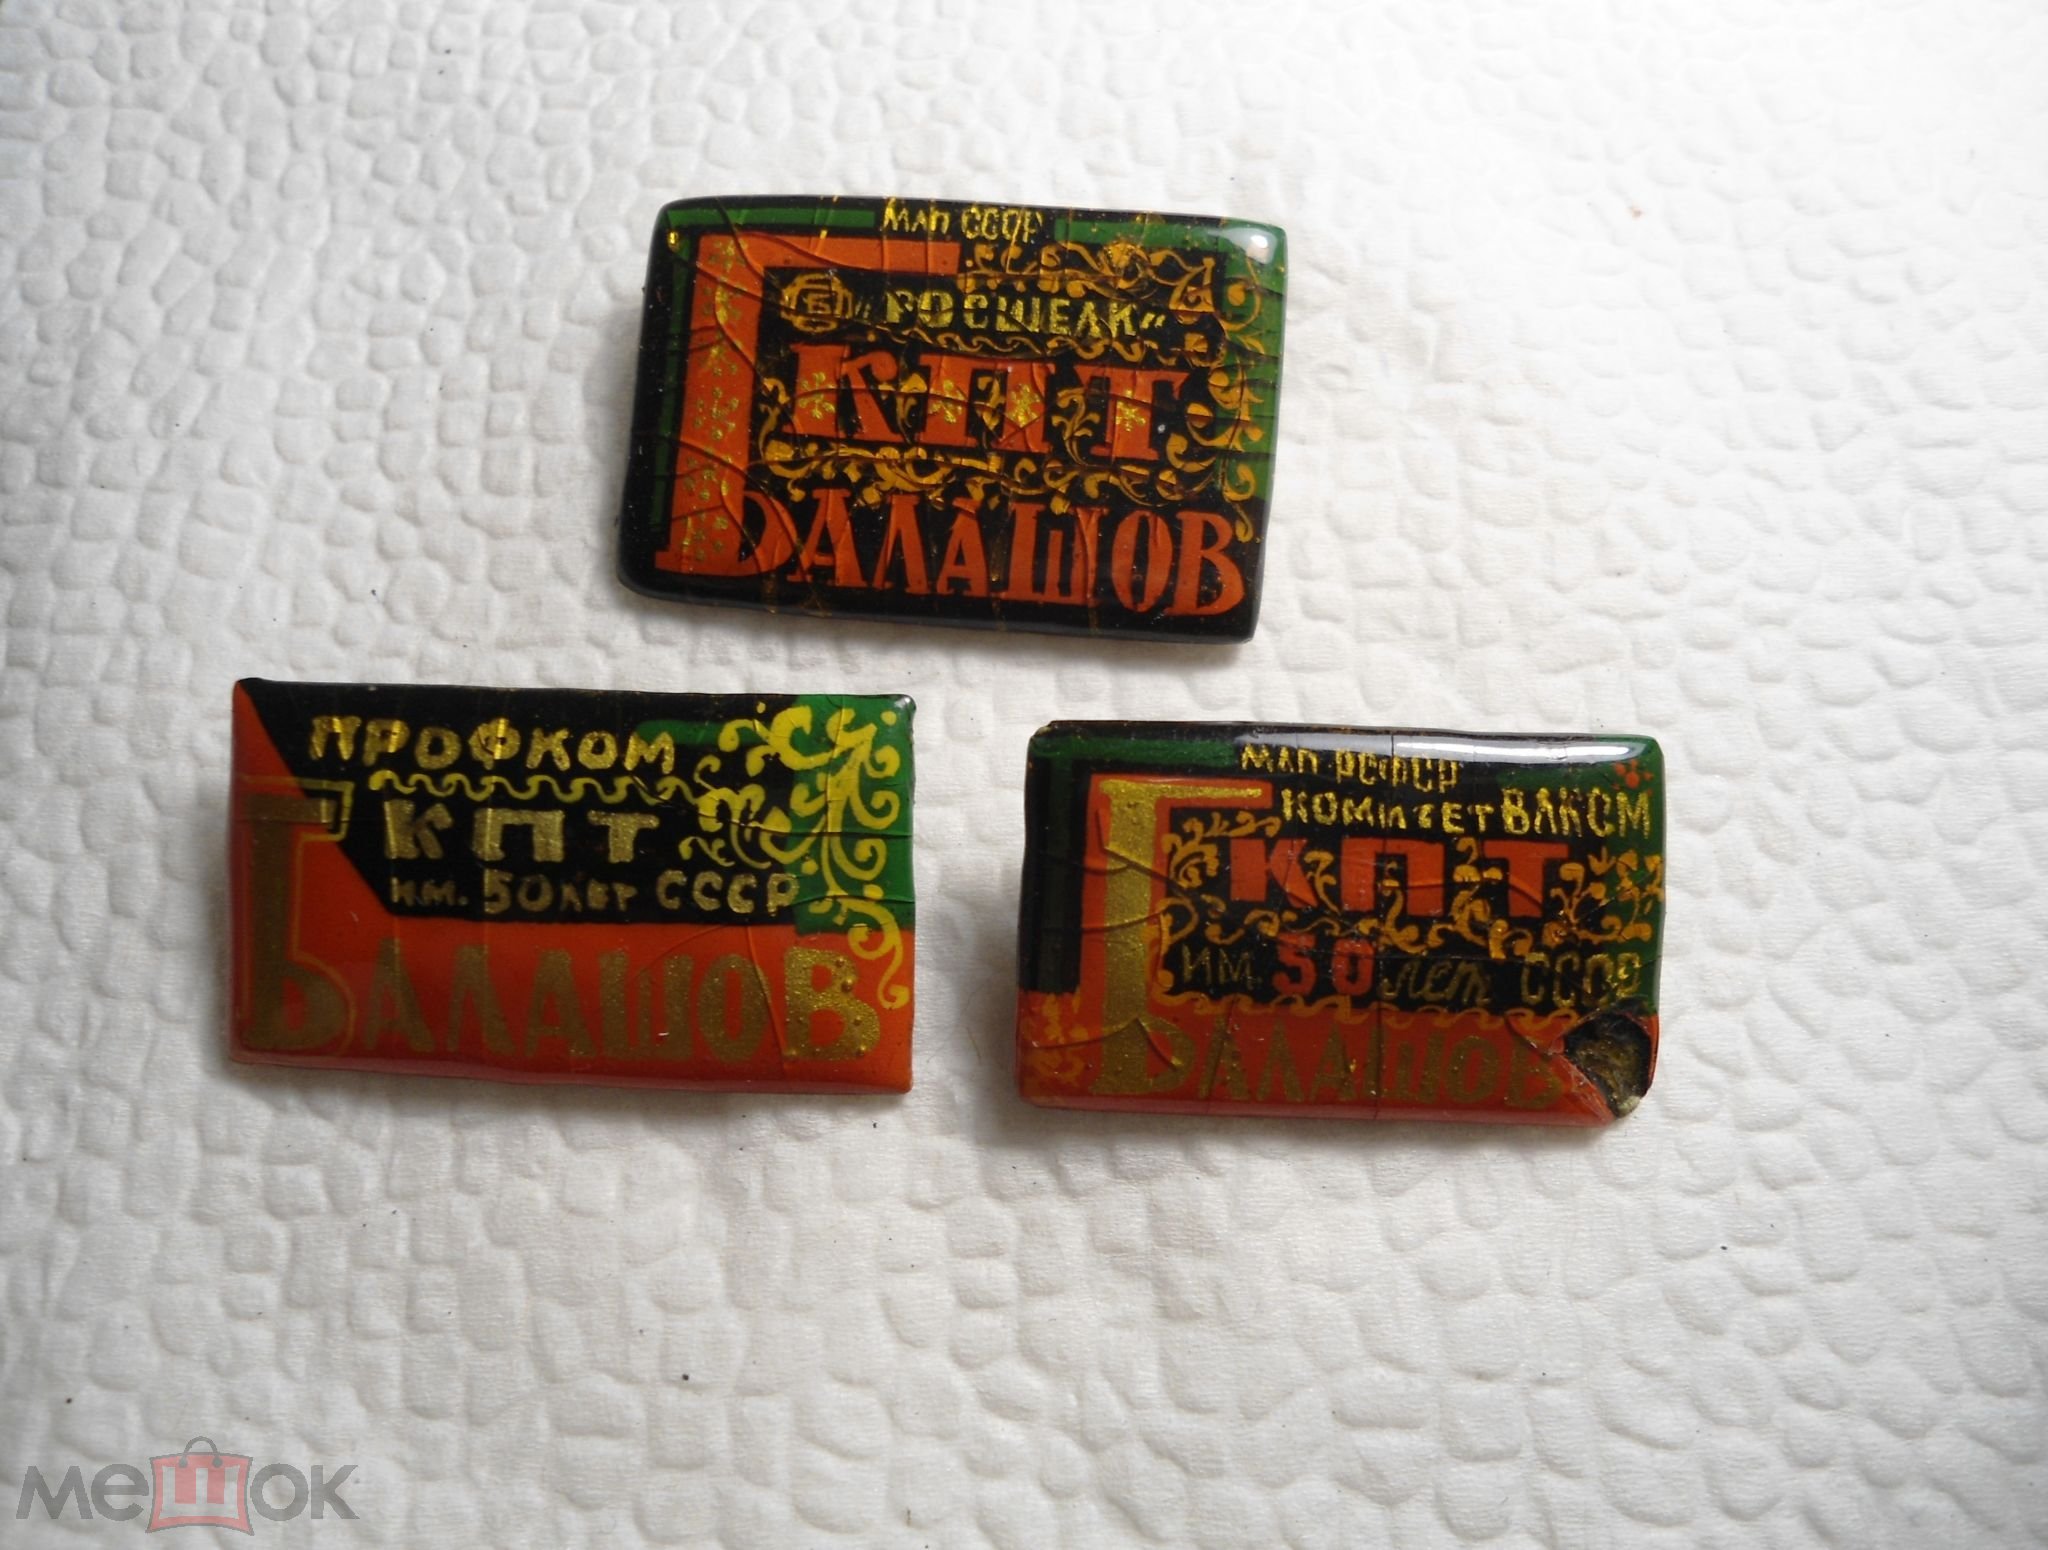 МЛП СССР
"РОСШЕЛК"
КПТ
БАЛАШОВ
ПРОФКОМ
КПТ
им. 50 лет СССР
БАЛАШОВ
МЛП РСФСР
КОМИТЕТ ВЛКСМ
КПТ
ИМ. 50 лет СССР
БАЛАШОВ
мешок